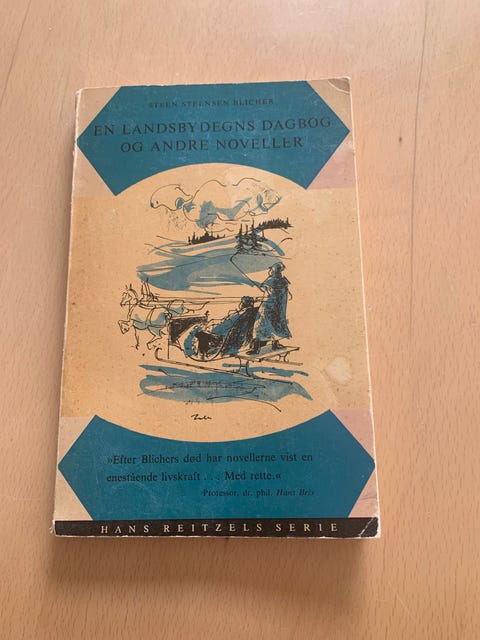 STEEN STEENSEN BLICHER
EN LANDSBYDEGNS DAGBOG
OG ANDRE NOVELLER
»Efter Blichers død har novellerne vist en
enestående livskraft . . . Med rette.«
Professor, dr. phil. Hans Brix
HANS REITZELS SERIE